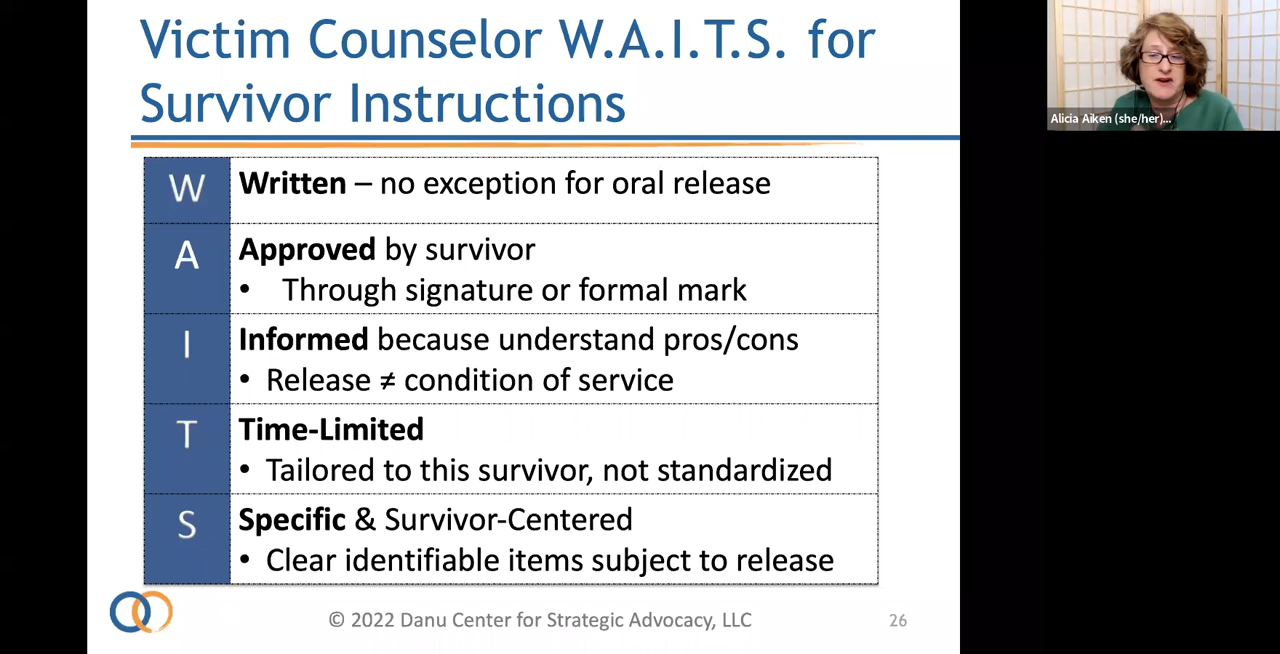 Victim Counselor W.A.I.T.S. for
Survivor Instructions
W
Written – no exception for oral release
A
Approved by survivor
• Through signature or formal mark
I
Informed because understand pros/cons
• Release ≠ condition of service
T
Time-Limited
• Tailored to this survivor, not standardized
S
Specific & Survivor-Centered
• Clear identifiable items subject to release
© 2022 Danu Center for Strategic Advocacy, LLC
26
Alicia Aiken (she/her)...